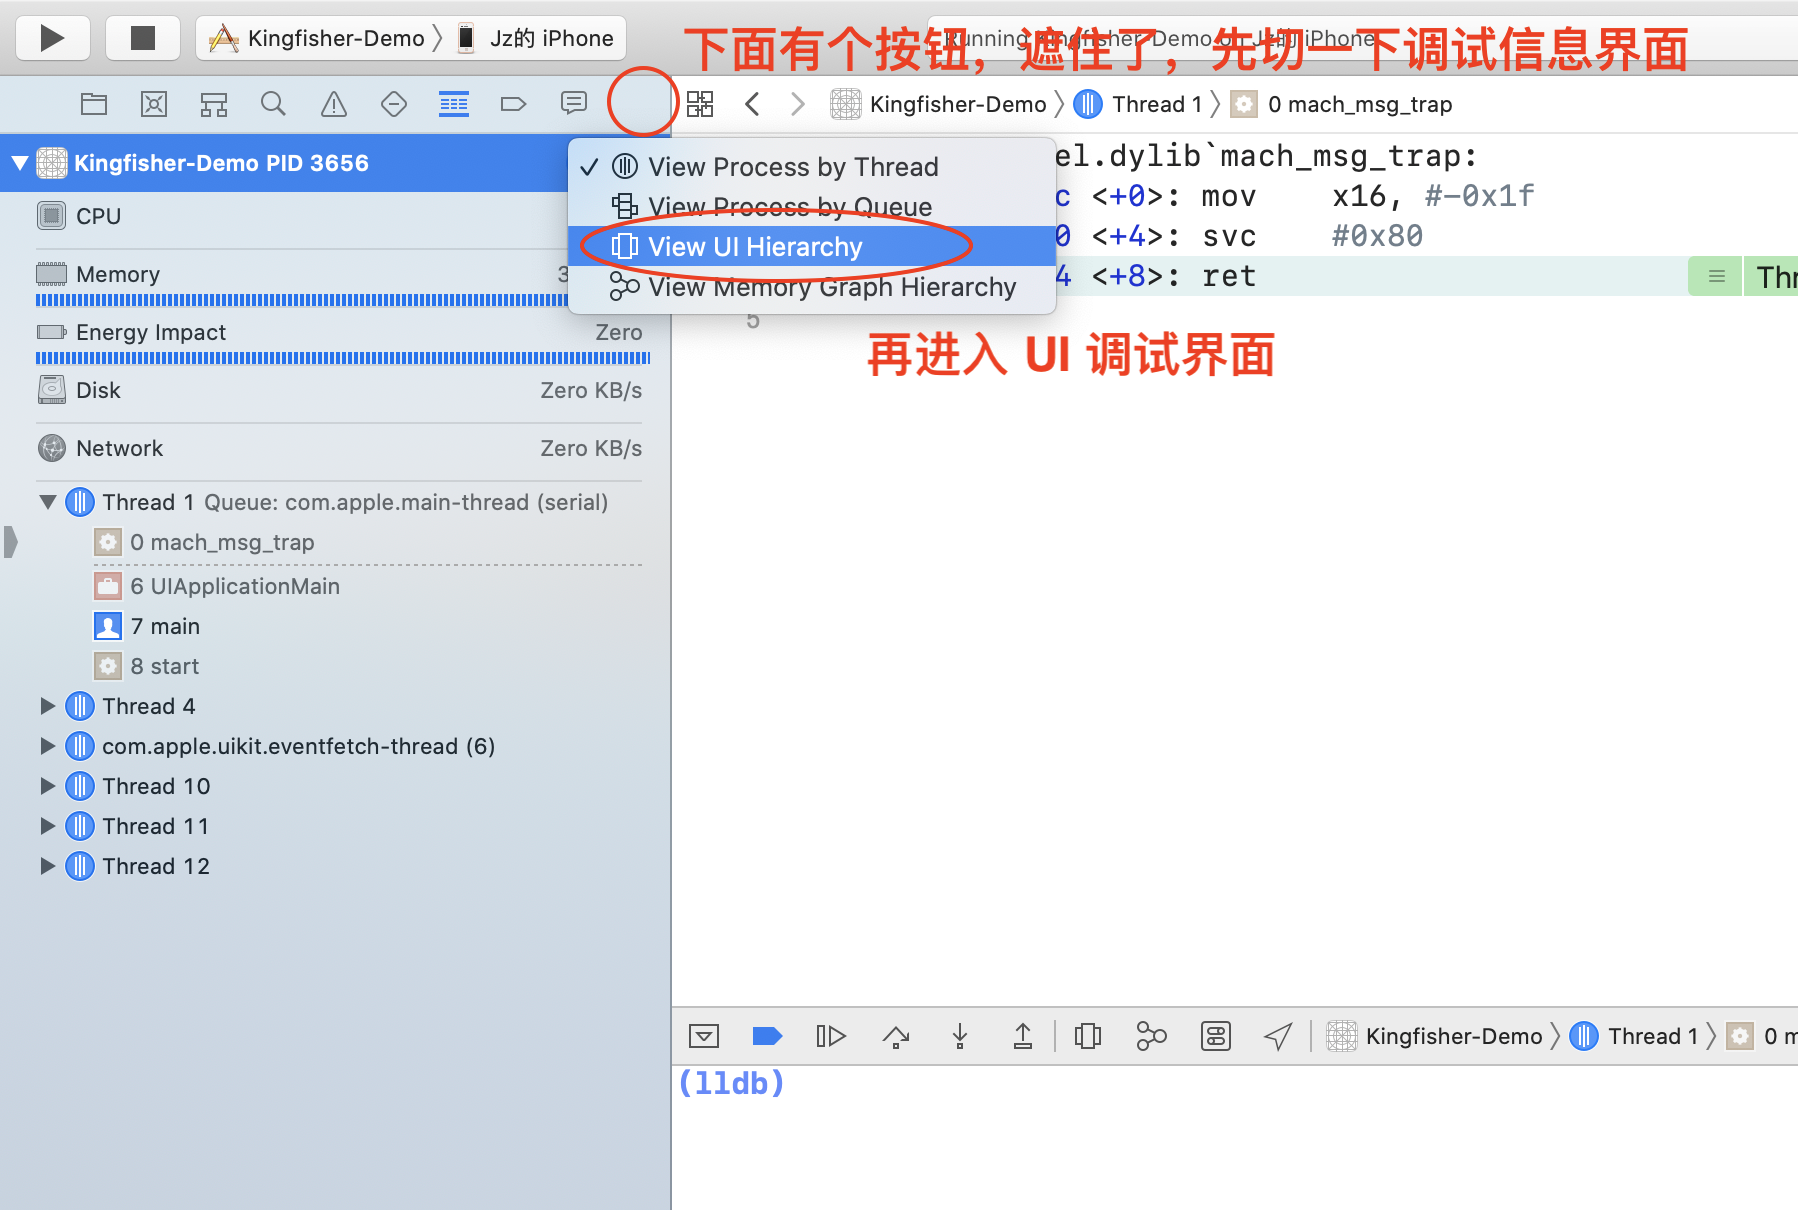 Kingfisher-Demo 〉 Jz的 iPhone
Running Kingfisher-Demo on Jz的 iPhone
下面有个按钮，遮住了，先切一下调试信息界面
Kingfisher-Demo 〉 Thread 1 〉 0 mach_msg_trap
Kingfisher-Demo PID 3656
CPU
Memory
3
Energy Impact
Zero
Disk
Zero KB/s
Network
Zero KB/s
Thread 1 Queue: com.apple.main-thread (serial)
0 mach_msg_trap
6 UIApplicationMain
7 main
8 start
Thread 4
com.apple.uikit.eventfetch-thread (6)
Thread 10
Thread 11
Thread 12
✓ View Process by Thread
View Process by Queue
View UI Hierarchy
View Memory Graph Hierarchy
el.dylib`mach_msg_trap:
c <+0>: mov x16, #-0x1f
0 <+4>: svc #0x80
4 <+8>: ret
Thr
5
再进入 UI 调试界面
Kingfisher-Demo 〉 Thread 1 〉 0 m
(lldb)